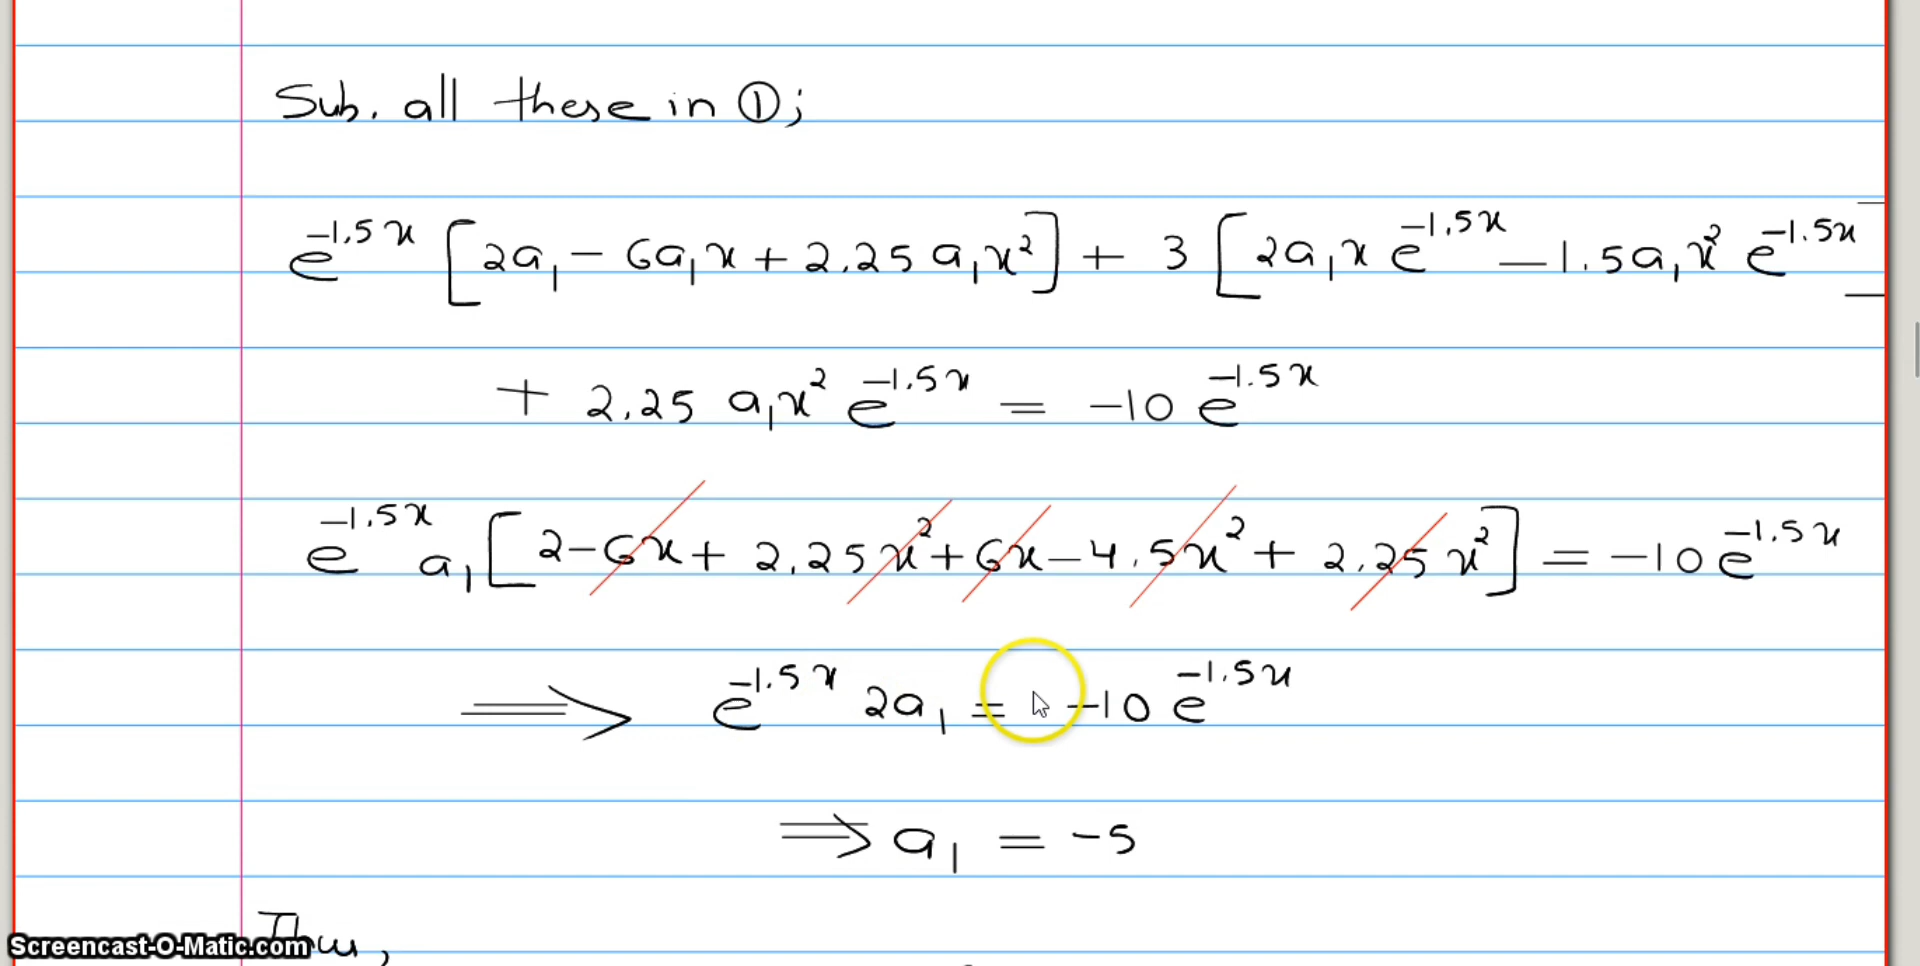 Sub. all these in ①;
e^{-1.5x} [2a₁ - 6a₁x + 2.25 a₁x²] + 3 [2a₁x e^{-1.5x} - 1.5a₁x² e^{-1.5x}]
+ 2.25 a₁x² e^{-1.5x} = -10 e^{-1.5x}
e^{-1.5x} a₁ [2 - 6x + 2.25x² + 6x - 4.5x² + 2.25x²] = -10 e^{-1.5x}
⟹ e^{-1.5x} 2a₁ = -10 e^{-1.5x}
⟹ a₁ = -5
Thus,
Screencast-O-Matic.com